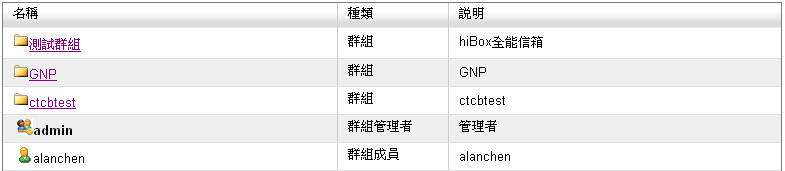 名稱 種類 說明
測試群組 群組 hiBox全能信箱
GNP 群組 GNP
ctcbtest 群組 ctcbtest
admin 群組管理者 管理者
alanchen 群組成員 alanchen